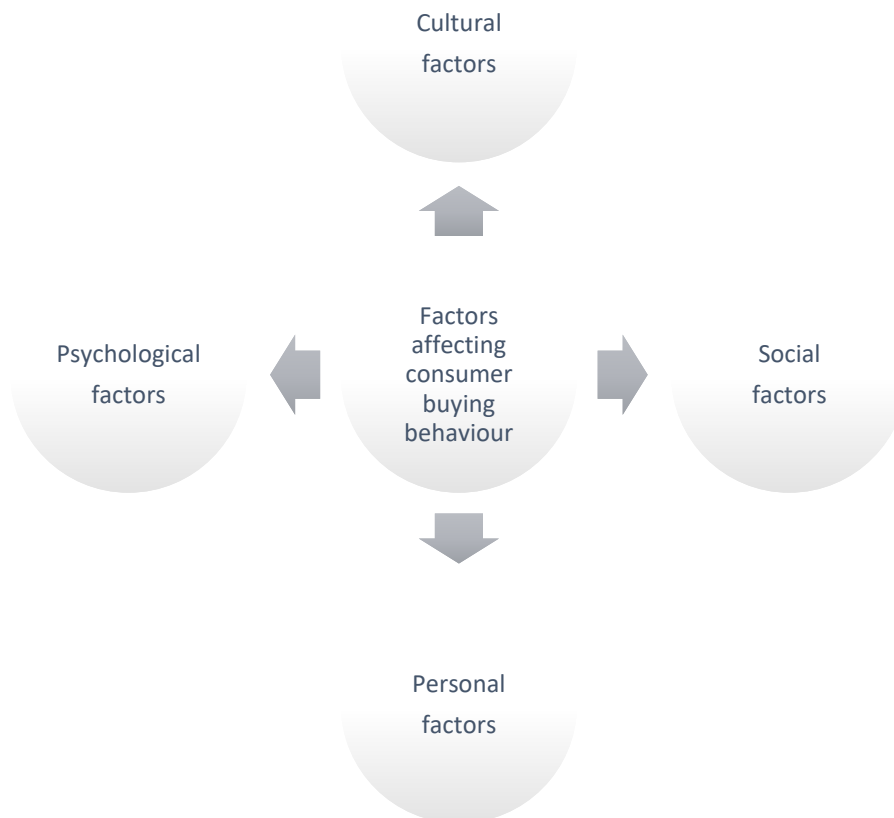 Cultural
factors
Psychological
factors
Factors
affecting
consumer
buying
behaviour
Social
factors
Personal
factors